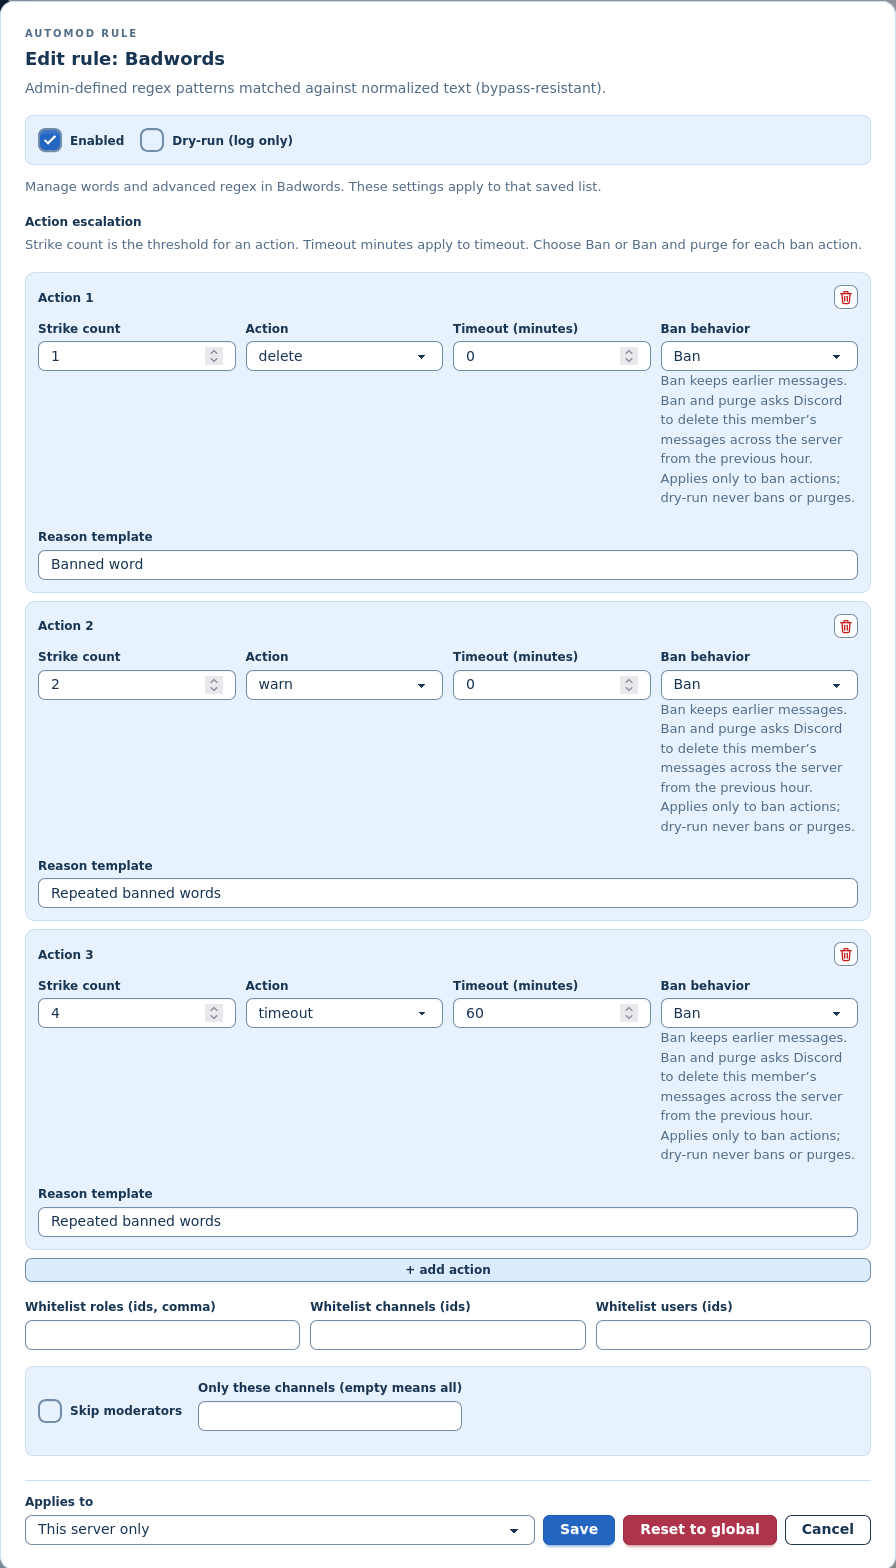 AUTOMOD RULE
Edit rule: Badwords
Admin-defined regex patterns matched against normalized text (bypass-resistant).
Enabled
Dry-run (log only)
Manage words and advanced regex in Badwords. These settings apply to that saved list.
Action escalation
Strike count is the threshold for an action. Timeout minutes apply to timeout. Choose Ban or Ban and purge for each ban action.
Action 1
Strike count
Action
Timeout (minutes)
Ban behavior
1
delete
0
Ban
Ban keeps earlier messages.
Ban and purge asks Discord
to delete this member’s
messages across the server
from the previous hour.
Applies only to ban actions;
dry-run never bans or purges.
Reason template
Banned word
Action 2
Strike count
Action
Timeout (minutes)
Ban behavior
2
warn
0
Ban
Ban keeps earlier messages.
Ban and purge asks Discord
to delete this member’s
messages across the server
from the previous hour.
Applies only to ban actions;
dry-run never bans or purges.
Reason template
Repeated banned words
Action 3
Strike count
Action
Timeout (minutes)
Ban behavior
4
timeout
60
Ban
Ban keeps earlier messages.
Ban and purge asks Discord
to delete this member’s
messages across the server
from the previous hour.
Applies only to ban actions;
dry-run never bans or purges.
Reason template
Repeated banned words
+ add action
Whitelist roles (ids, comma)
Whitelist channels (ids)
Whitelist users (ids)
Skip moderators
Only these channels (empty means all)
Applies to
This server only
Save
Reset to global
Cancel